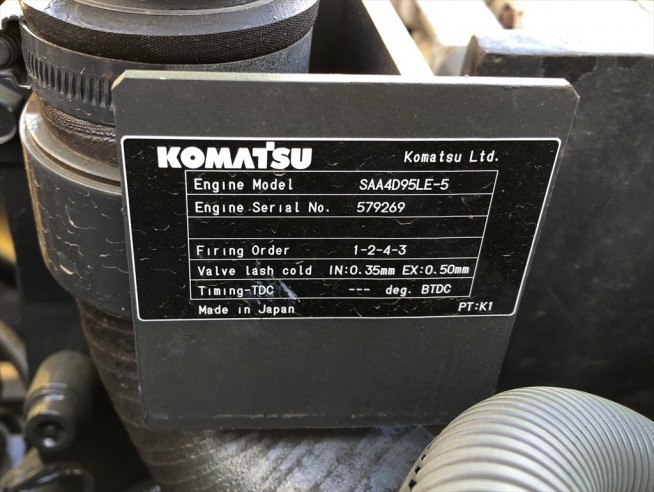 KOMATSU Komatsu Ltd.
Engine Model SAA4D95LE-5
Engine Serial No. 579269
Firing Order 1-2-4-3
Valve lash cold IN:0.35mm EX:0.50mm
Timing-TDC --- deg. BTDC
Made in Japan PT:K1